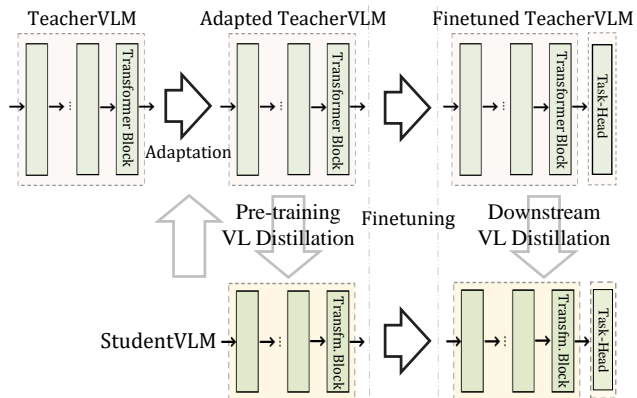 TeacherVLM
Adapted TeacherVLM
Finetuned TeacherVLM
Transformer Block
Transformer Block
Transformer Block
Task-Head
Adaptation
Pre-training
VL Distillation
Finetuning
Downstream
VL Distillation
StudentVLM
Transfm. Block
Transfm. Block
Task-Head